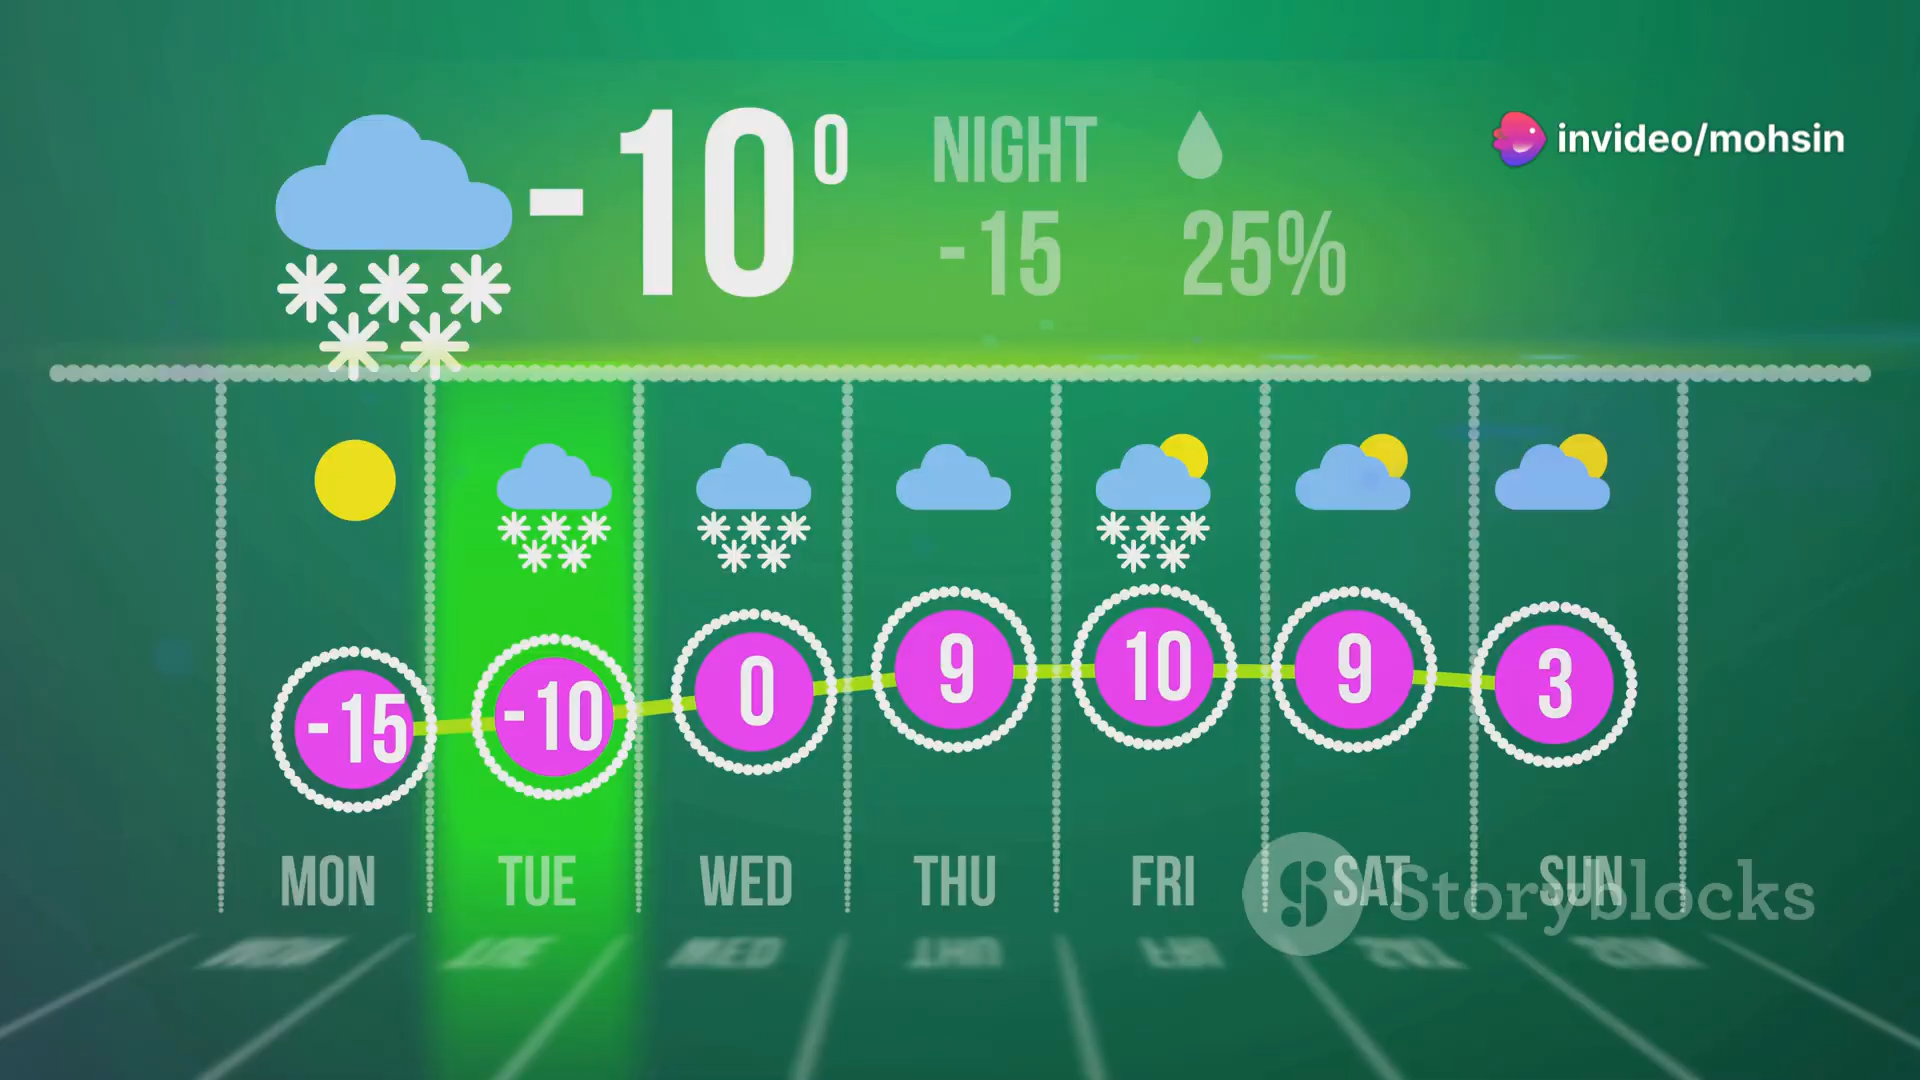 -10⁰
NIGHT
-15
25%
invideo/mohsin
-15
-10
0
9
10
9
3
MON
TUE
WED
THU
FRI
SAT
SUN
Storyblocks